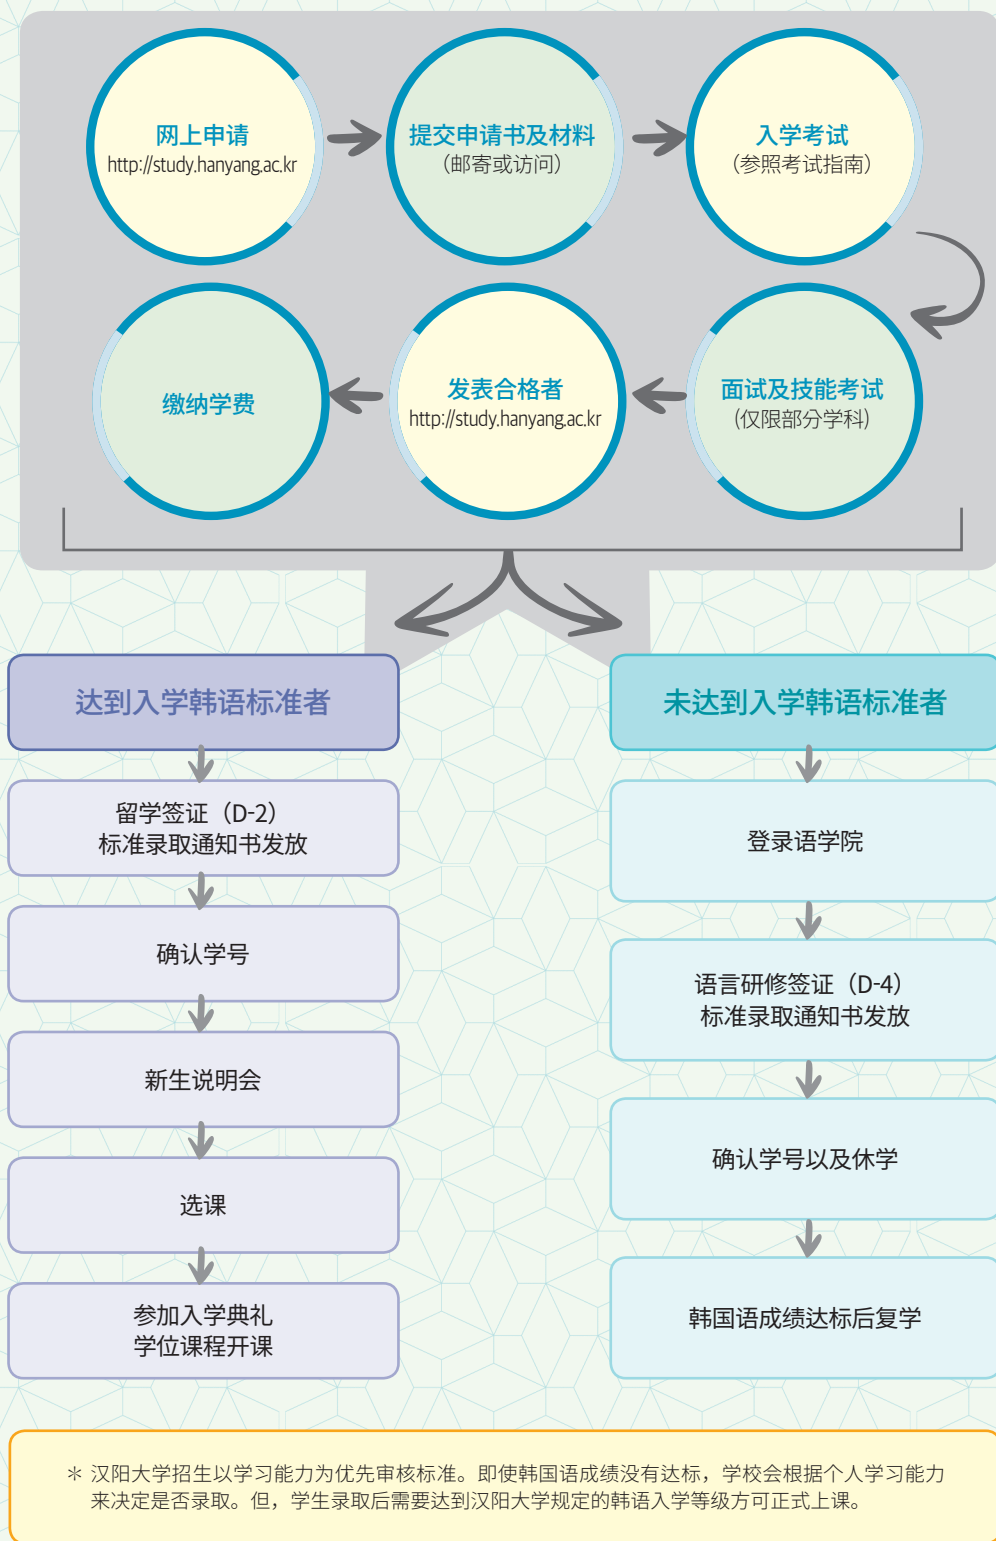 网上申请
http://study.hanyang.ac.kr
提交申请书及材料
（邮寄或访问）
入学考试
（参照考试指南）
面试及技能考试
（仅限部分学科）
发表合格者
http://study.hanyang.ac.kr
缴纳学费
达到入学韩语标准者
留学签证（D-2）
标准录取通知书发放
确认学号
新生说明会
选课
参加入学典礼
学位课程开课
未达到入学韩语标准者
登录语学院
语言研修签证（D-4）
标准录取通知书发放
确认学号以及休学
韩国语成绩达标后复学
＊ 汉阳大学招生以学习能力为优先审核标准。即使韩国语成绩没有达标，学校会根据个人学习能力
来决定是否录取。但，学生录取后需要达到汉阳大学规定的韩语入学等级方可正式上课。